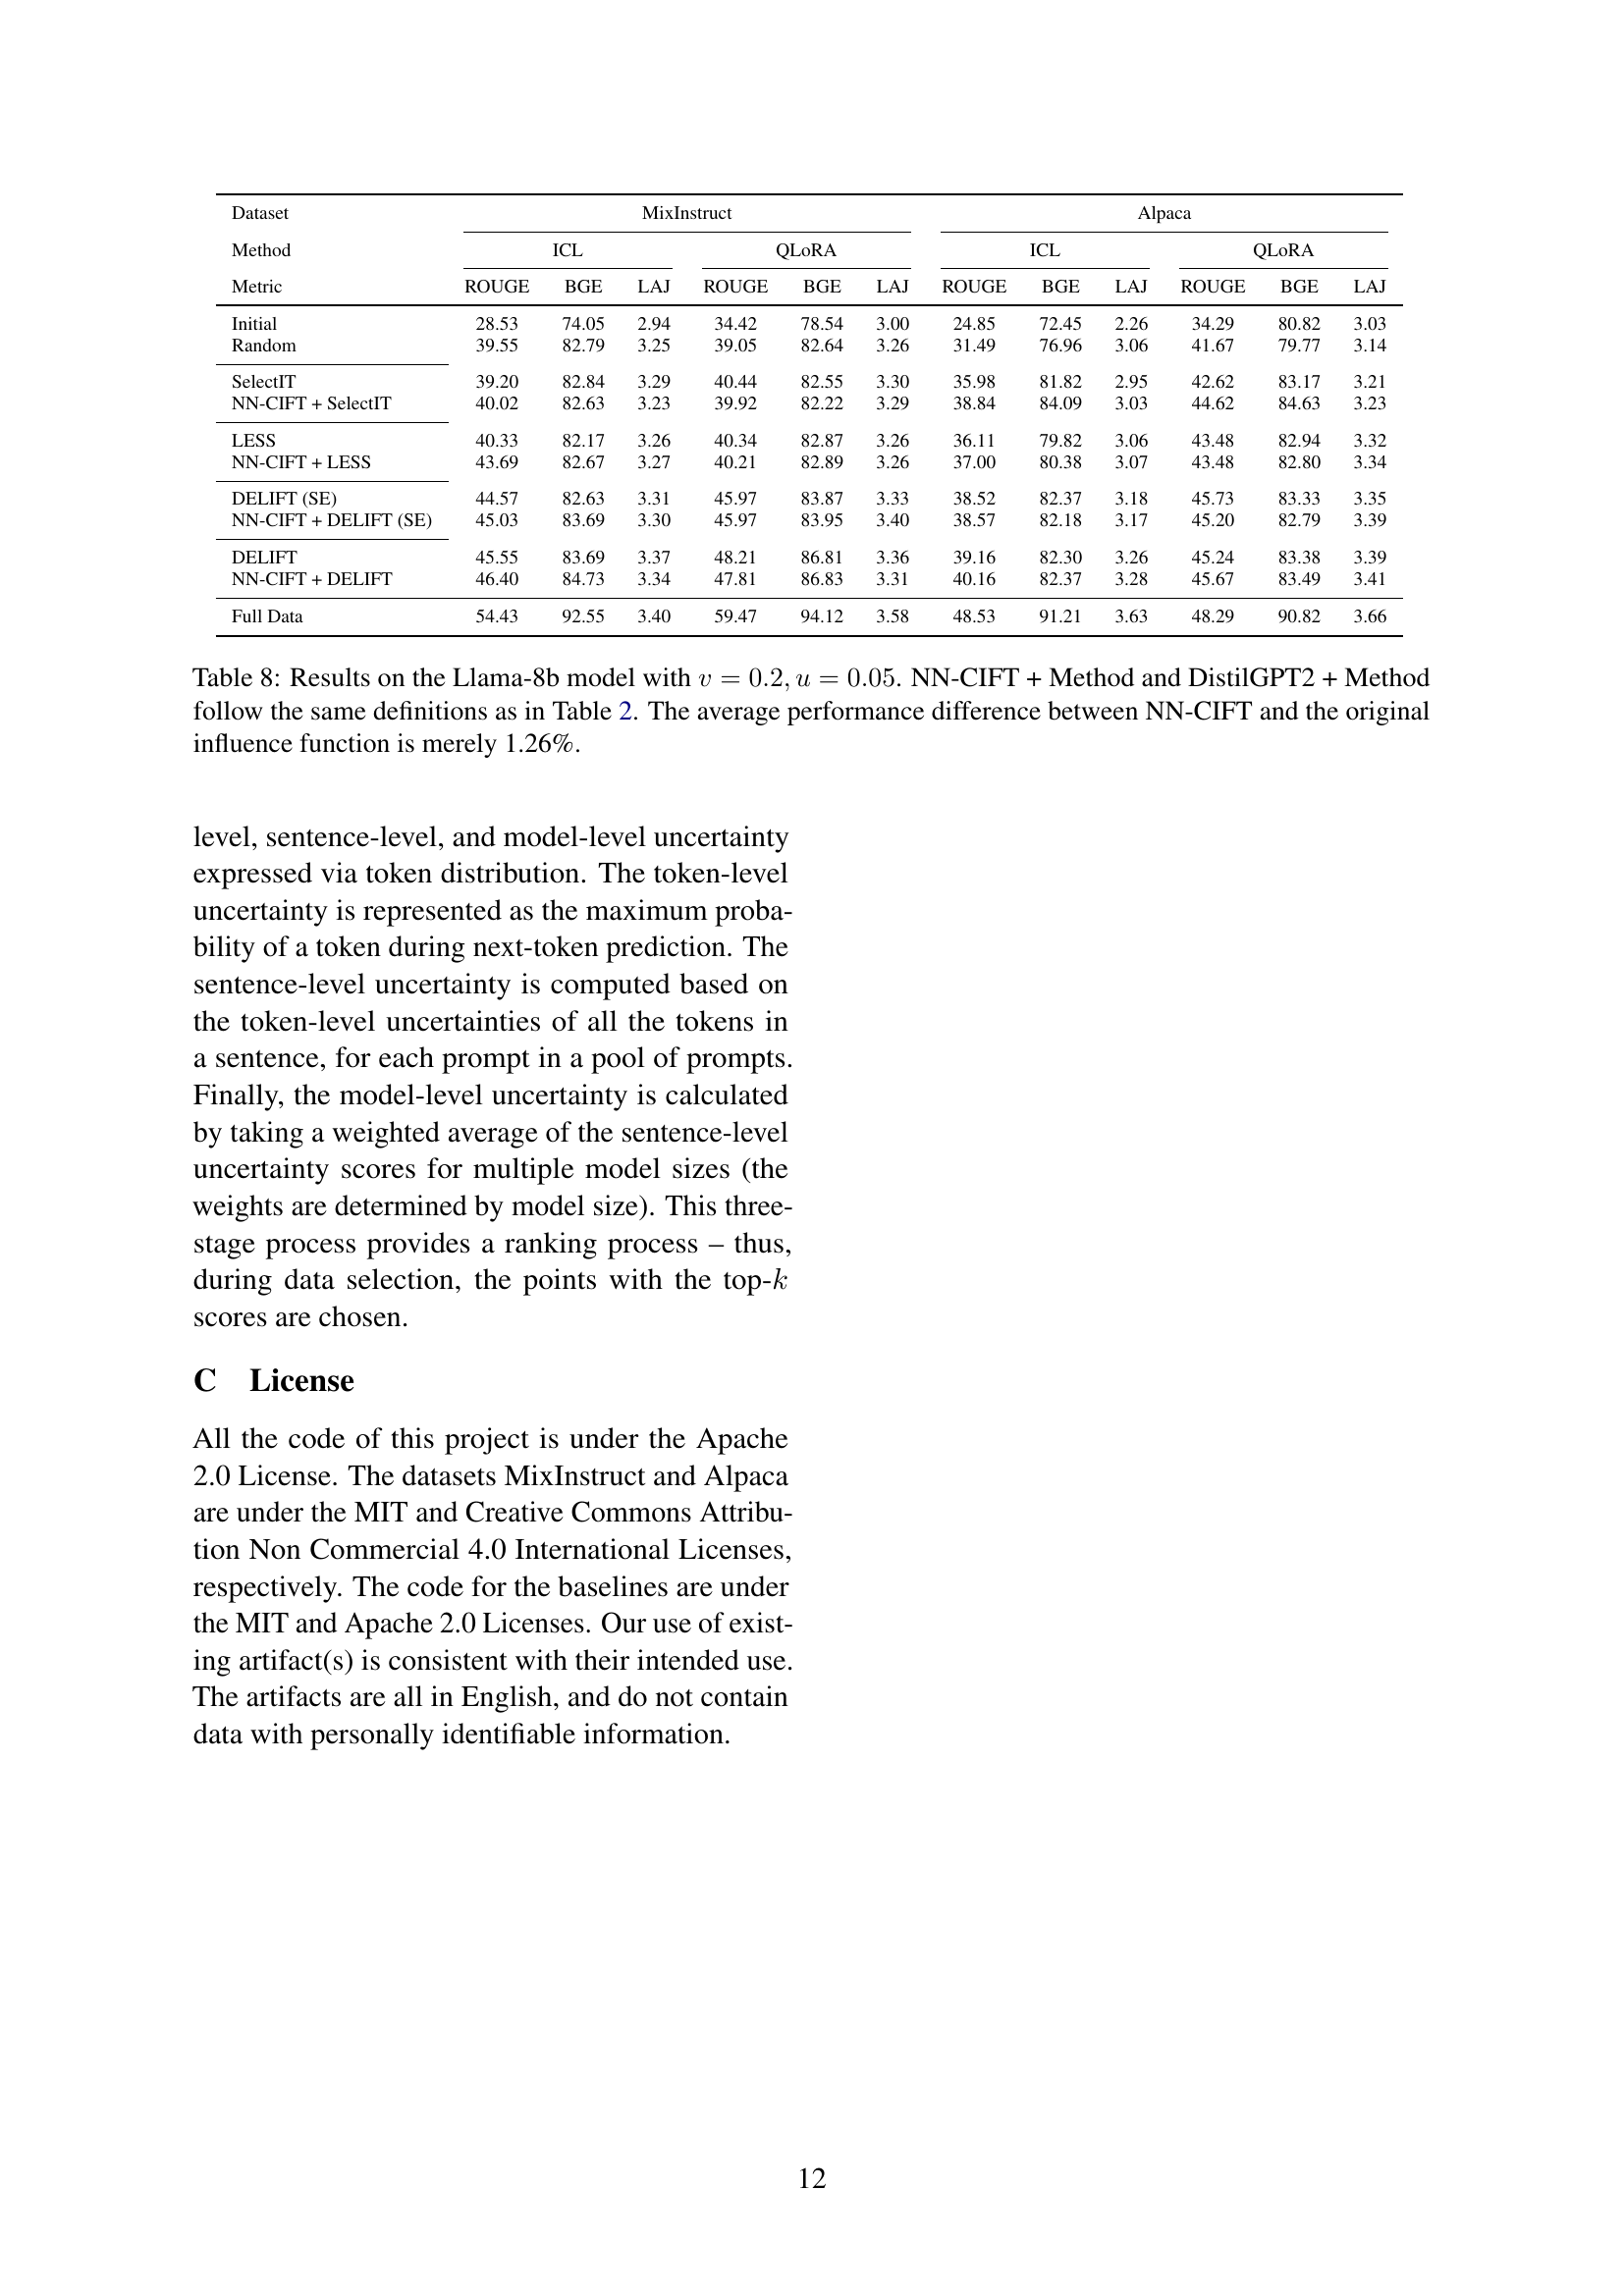 Dataset MixInstruct Alpaca
Method ICL QLoRA ICL QLoRA
Metric ROUGE BGE LAJ ROUGE BGE LAJ ROUGE BGE LAJ ROUGE BGE LAJ
Initial 28.53 74.05 2.94 34.42 78.54 3.00 24.85 72.45 2.26 34.29 80.82 3.03
Random 39.55 82.79 3.25 39.05 82.64 3.26 31.49 76.96 3.06 41.67 79.77 3.14
SelectIT 39.20 82.84 3.29 40.44 82.55 3.30 35.98 81.82 2.95 42.62 83.17 3.21
NN-CIFT + SelectIT 40.02 82.63 3.23 39.92 82.22 3.29 38.84 84.09 3.03 44.62 84.63 3.23
LESS 40.33 82.17 3.26 40.34 82.87 3.26 36.11 79.82 3.06 43.48 82.94 3.32
NN-CIFT + LESS 43.69 82.67 3.27 40.21 82.89 3.26 37.00 80.38 3.07 43.48 82.80 3.34
DELIFT (SE) 44.57 82.63 3.31 45.97 83.87 3.33 38.52 82.37 3.18 45.73 83.33 3.35
NN-CIFT + DELIFT (SE) 45.03 83.69 3.30 45.97 83.95 3.40 38.57 82.18 3.17 45.20 82.79 3.39
DELIFT 45.55 83.69 3.37 48.21 86.81 3.36 39.16 82.30 3.26 45.24 83.38 3.39
NN-CIFT + DELIFT 46.40 84.73 3.34 47.81 86.83 3.31 40.16 82.37 3.28 45.67 83.49 3.41
Full Data 54.43 92.55 3.40 59.47 94.12 3.58 48.53 91.21 3.63 48.29 90.82 3.66
Table 8: Results on the Llama-8b model with v = 0.2, u = 0.05. NN-CIFT + Method and DistilGPT2 + Method
follow the same definitions as in Table 2. The average performance difference between NN-CIFT and the original
influence function is merely 1.26%.
level, sentence-level, and model-level uncertainty
expressed via token distribution. The token-level
uncertainty is represented as the maximum proba-
bility of a token during next-token prediction. The
sentence-level uncertainty is computed based on
the token-level uncertainties of all the tokens in
a sentence, for each prompt in a pool of prompts.
Finally, the model-level uncertainty is calculated
by taking a weighted average of the sentence-level
uncertainty scores for multiple model sizes (the
weights are determined by model size). This three-
stage process provides a ranking process – thus,
during data selection, the points with the top-k
scores are chosen.
C License
All the code of this project is under the Apache
2.0 License. The datasets MixInstruct and Alpaca
are under the MIT and Creative Commons Attribu-
tion Non Commercial 4.0 International Licenses,
respectively. The code for the baselines are under
the MIT and Apache 2.0 Licenses. Our use of exist-
ing artifact(s) is consistent with their intended use.
The artifacts are all in English, and do not contain
data with personally identifiable information.
12